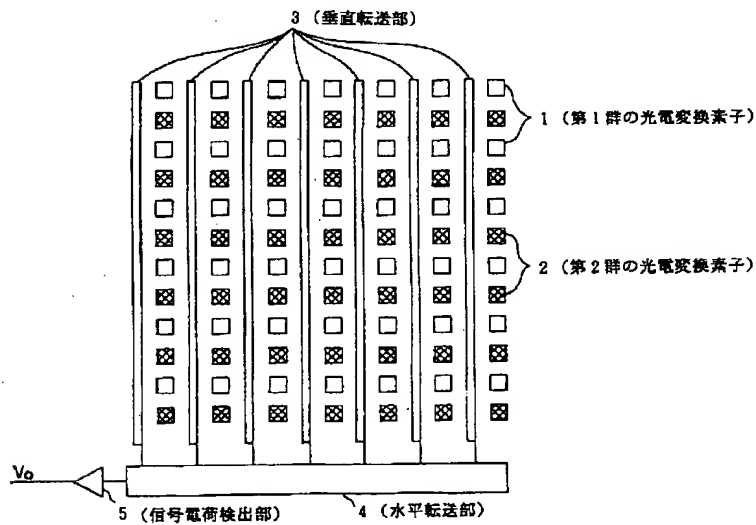 3 (垂直転送部)
1 (第1群の光電変換素子)
2 (第2群の光電変換素子)
Vo
5 (信号電荷検出部)
4 (水平転送部)